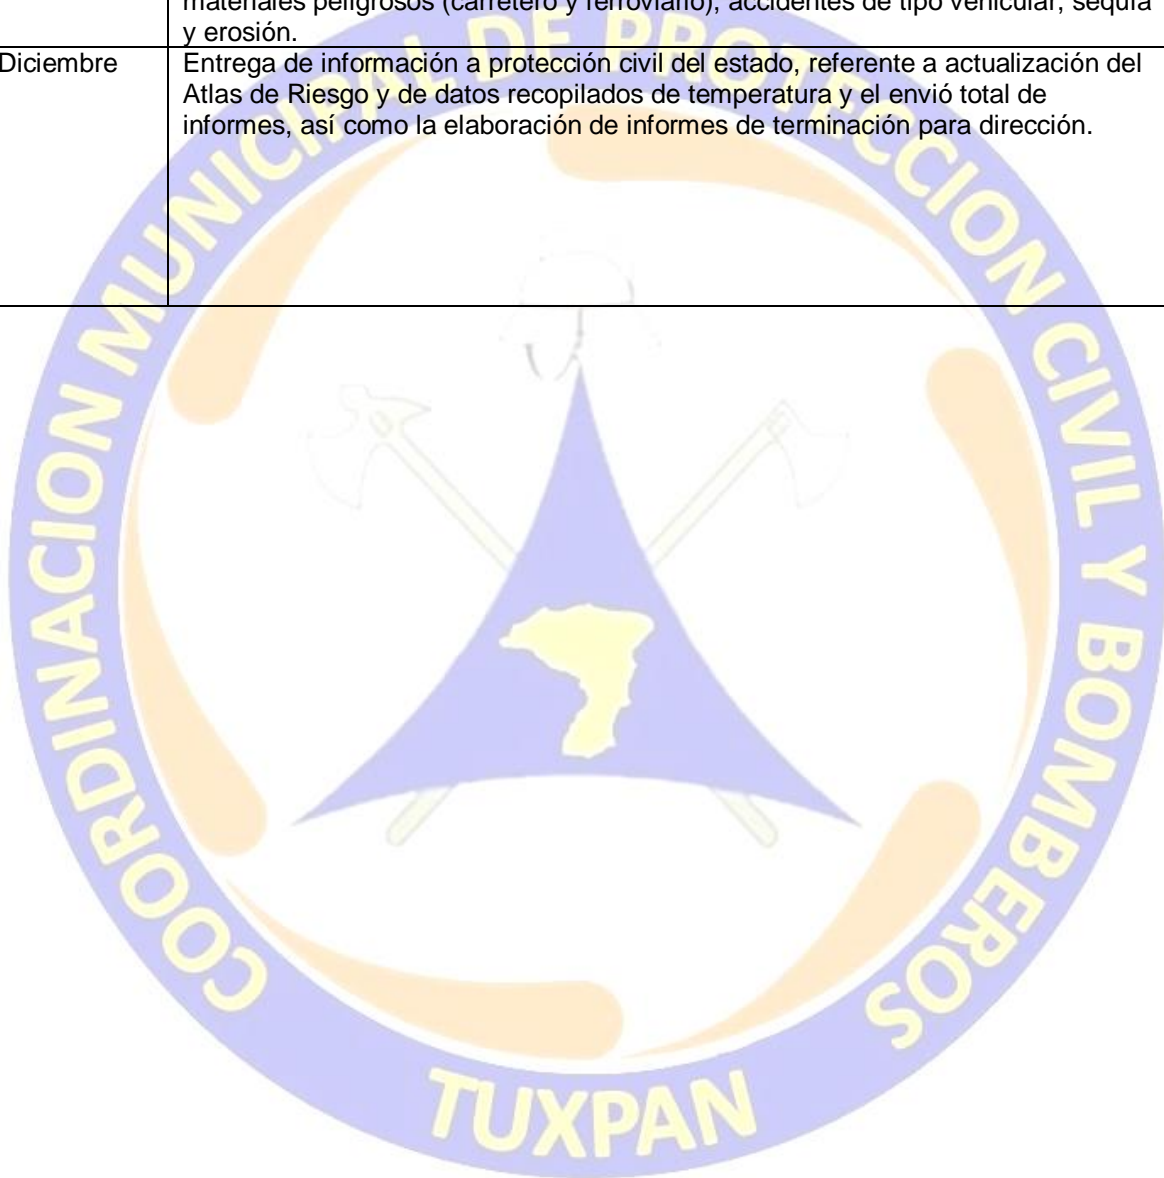 materiales peligrosos (carretero y ferroviario), accidentes de tipo vehicular, sequía
y erosión.
Diciembre
Entrega de información a protección civil del estado, referente a actualización del
Atlas de Riesgo y de datos recopilados de temperatura y el envió total de
informes, así como la elaboración de informes de terminación para dirección.
COORDINACION MUNICIPAL DE PROTECCION CIVIL Y BOMBEROS
TUXPAN